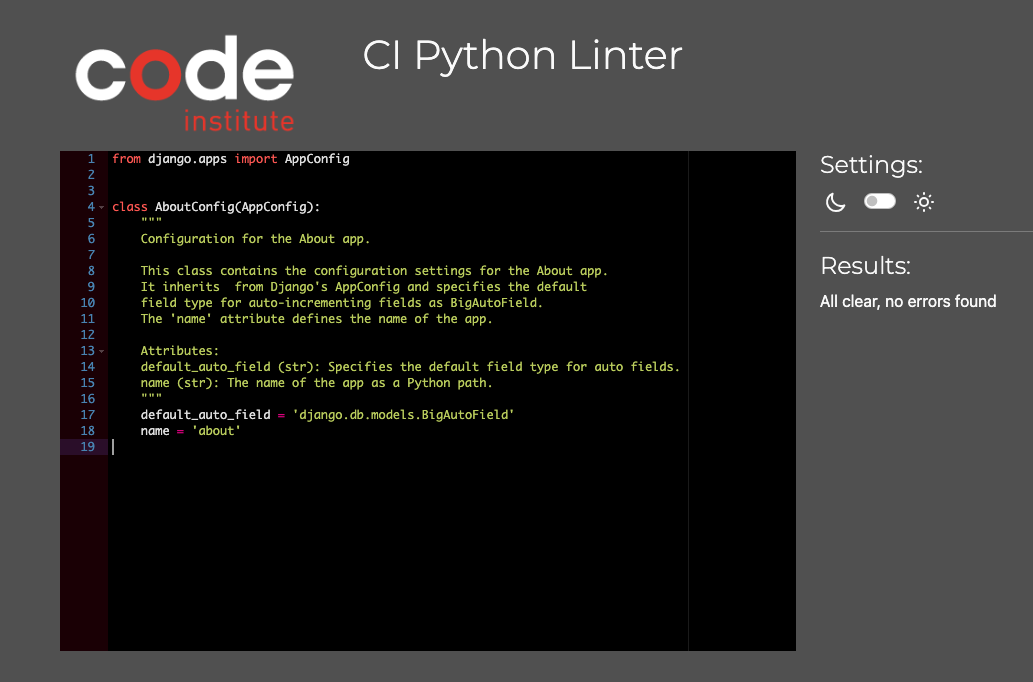 code
institute
CI Python Linter
1 from django.apps import AppConfig
2
3
4 class AboutConfig(AppConfig):
5 """
6 Configuration for the About app.
7
8 This class contains the configuration settings for the About app.
9 It inherits  from Django's AppConfig and specifies the default
10 field type for auto-incrementing fields as BigAutoField.
11 The 'name' attribute defines the name of the app.
12
13 Attributes:
14 default_auto_field (str): Specifies the default field type for auto fields.
15 name (str): The name of the app as a Python path.
16 """
17 default_auto_field = 'django.db.models.BigAutoField'
18 name = 'about'
19
Settings:
Results:
All clear, no errors found